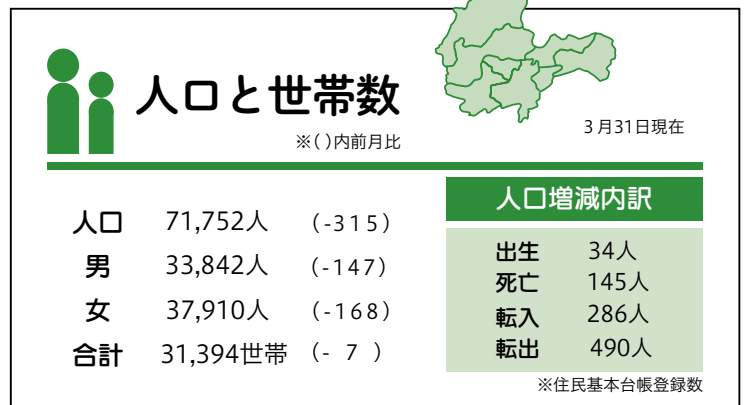 人口と世帯数
※( )内前月比
3月31日現在
人口 71,752人 (-315)
男 33,842人 (-147)
女 37,910人 (-168)
合計 31,394世帯 (- 7 )
人口増減内訳
出生 34人
死亡 145人
転入 286人
転出 490人
※住民基本台帳登録数